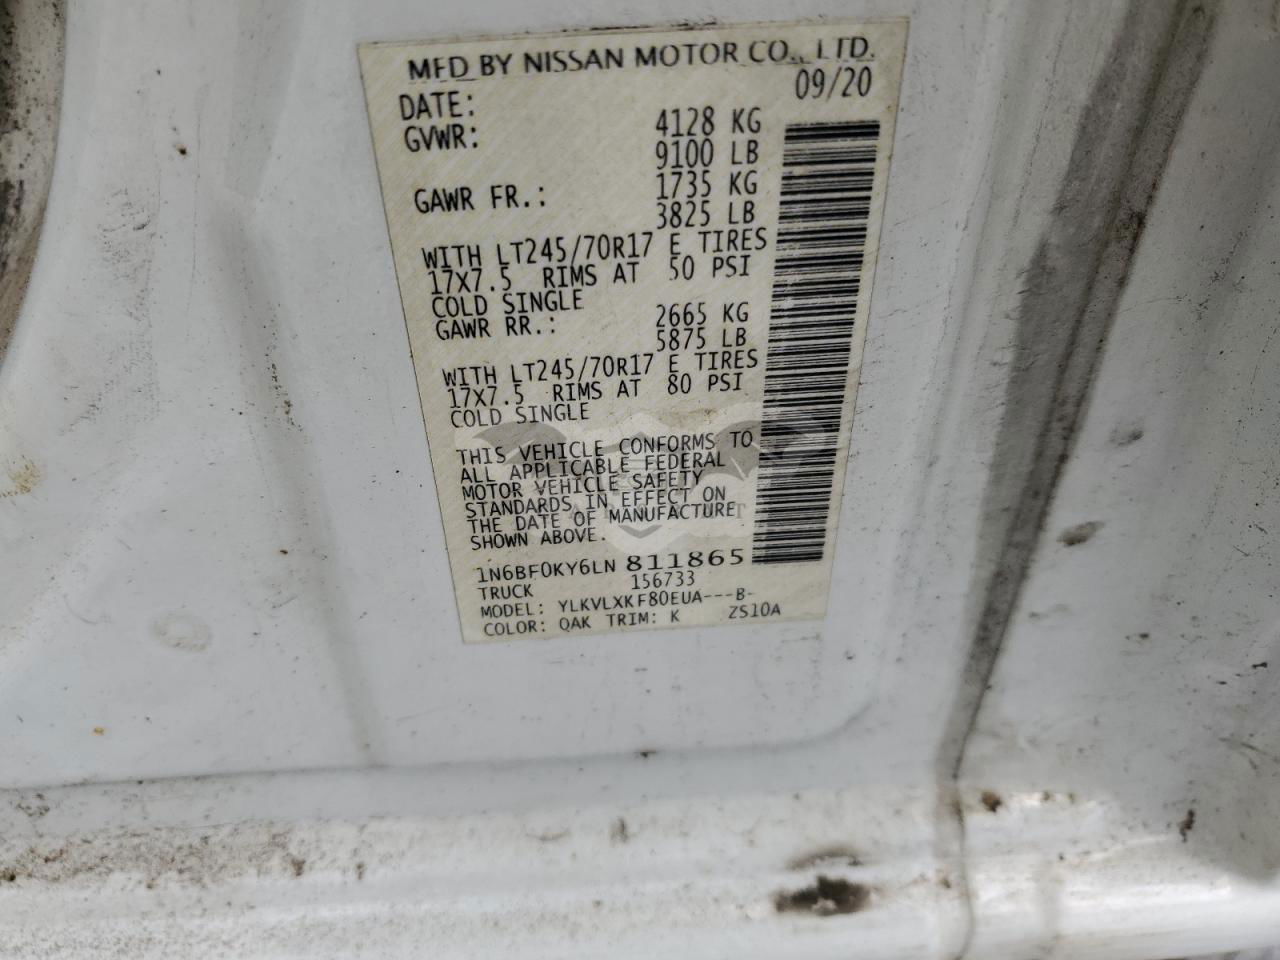 MFD BY NISSAN MOTOR CO., LTD.
DATE: 09/20
GVWR: 4128 KG
9100 LB
GAWR FR.: 1735 KG
3825 LB
WITH LT245/70R17 E TIRES
17X7.5 RIMS AT 50 PSI
COLD SINGLE
GAWR RR.: 2665 KG
5875 LB
WITH LT245/70R17 E TIRES
17X7.5 RIMS AT 80 PSI
COLD SINGLE
THIS VEHICLE CONFORMS TO
ALL APPLICABLE FEDERAL
MOTOR VEHICLE SAFETY
STANDARDS IN EFFECT ON
THE DATE OF MANUFACTURE
SHOWN ABOVE.
1N6BF0KY6LN 811865
TRUCK 156733
MODEL: YLKVLXKF80EUA---B-
COLOR: QAK TRIM: K ZS10A